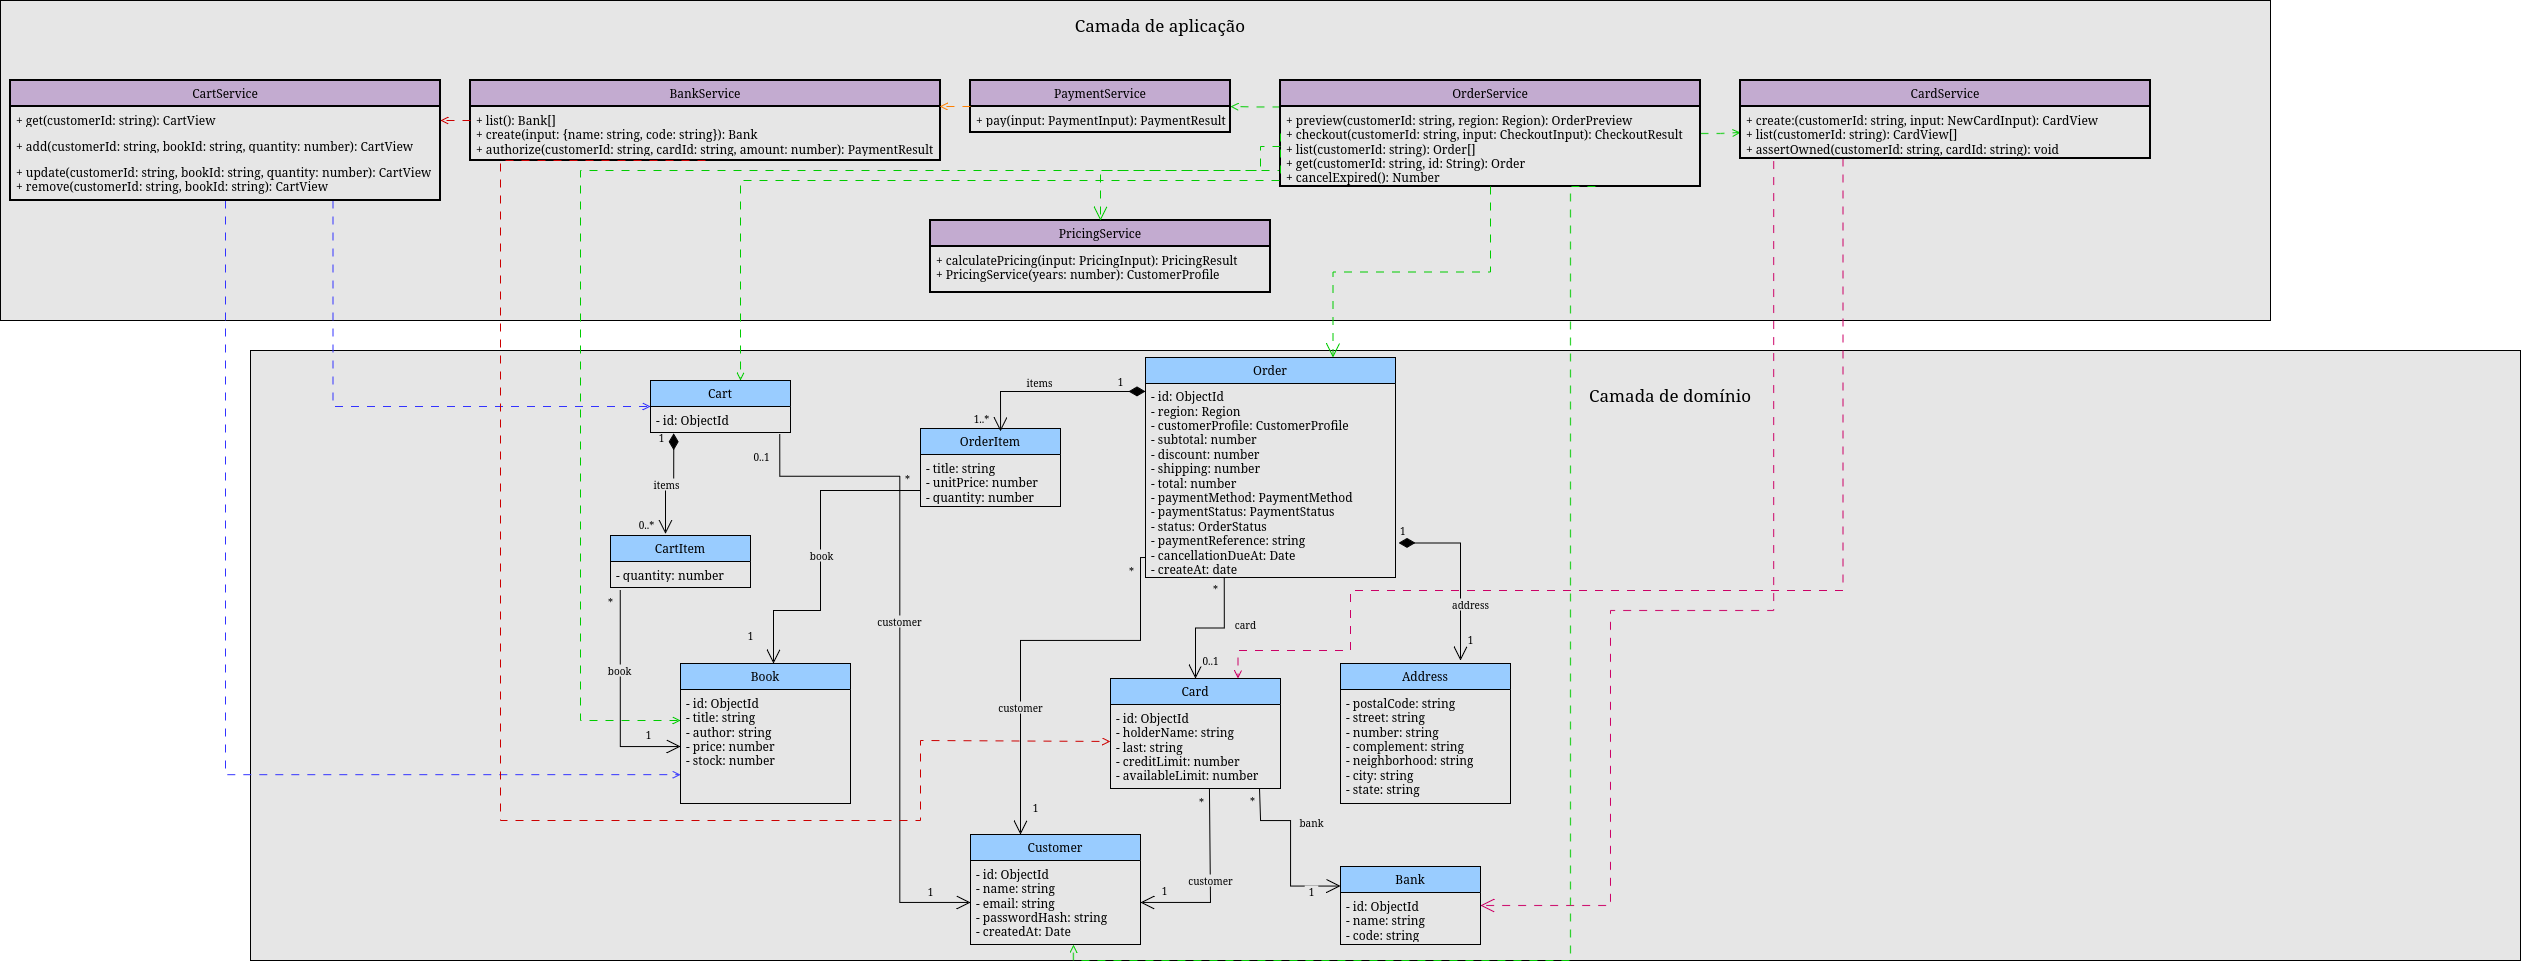 Camada de aplicação
CartService
+ get(customerId: string): CartView
+ add(customerId: string, bookId: string, quantity: number): CartView
+ update(customerId: string, bookId: string, quantity: number): CartView
+ remove(customerId: string, bookId: string): CartView
BankService
+ list(): Bank[]
+ create(input: {name: string, code: string}): Bank
+ authorize(customerId: string, cardId: string, amount: number): PaymentResult
PaymentService
+ pay(input: PaymentInput): PaymentResult
OrderService
+ preview(customerId: string, region: Region): OrderPreview
+ checkout(customerId: string, input: CheckoutInput): CheckoutResult
+ list(customerId: string): Order[]
+ get(customerId: string, id: String): Order
+ cancelExpired(): Number
CardService
+ create:(customerId: string, input: NewCardInput): CardView
+ list(customerId: string): CardView[]
+ assertOwned(customerId: string, cardId: string): void
PricingService
+ calculatePricing(input: PricingInput): PricingResult
+ PricingService(years: number): CustomerProfile
Camada de domínio
Cart
- id: ObjectId
1
items
0..*
0..1
customer
1
CartItem
- quantity: number
*
book
1
items
1
1..*
OrderItem
- title: string
- unitPrice: number
- quantity: number
*
book
1
Order
- id: ObjectId
- region: Region
- customerProfile: CustomerProfile
- subtotal: number
- discount: number
- shipping: number
- total: number
- paymentMethod: PaymentMethod
- paymentStatus: PaymentStatus
- status: OrderStatus
- paymentReference: string
- cancellationDueAt: Date
- createAt: date
*
customer
1
*
card
0..1
1
address
1
Book
- id: ObjectId
- title: string
- author: string
- price: number
- stock: number
Card
- id: ObjectId
- holderName: string
- last: string
- creditLimit: number
- availableLimit: number
*
customer
1
*
bank
1
Address
- postalCode: string
- street: string
- number: string
- complement: string
- neighborhood: string
- city: string
- state: string
Customer
- id: ObjectId
- name: string
- email: string
- passwordHash: string
- createdAt: Date
Bank
- id: ObjectId
- name: string
- code: string